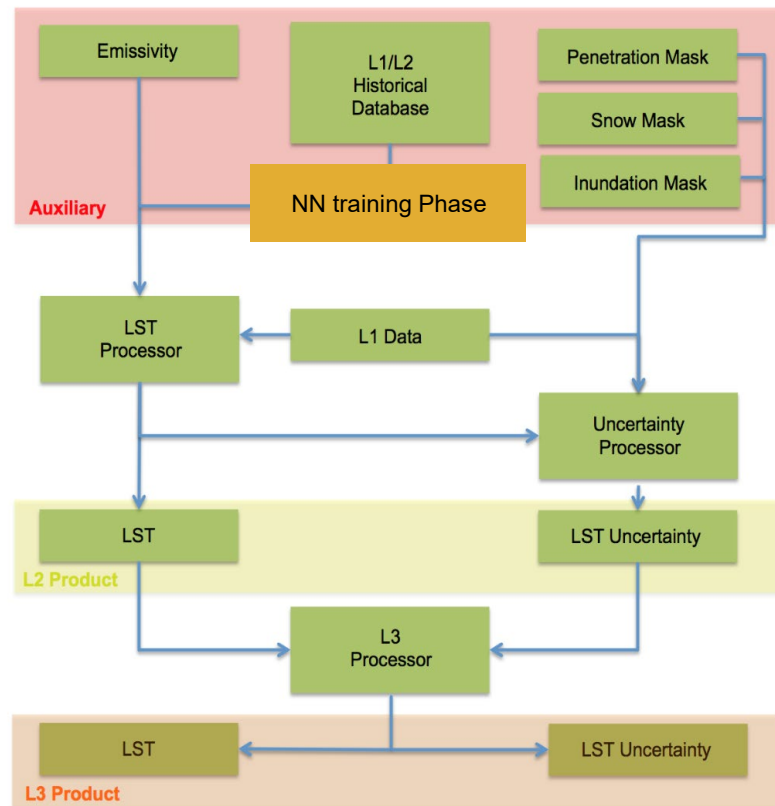 Emissivity
L1/L2
Historical
Database
Penetration Mask
Snow Mask
Inundation Mask
NN training Phase
Auxiliary
LST
Processor
L1 Data
Uncertainty
Processor
LST
LST Uncertainty
L2 Product
L3
Processor
LST
LST Uncertainty
L3 Product